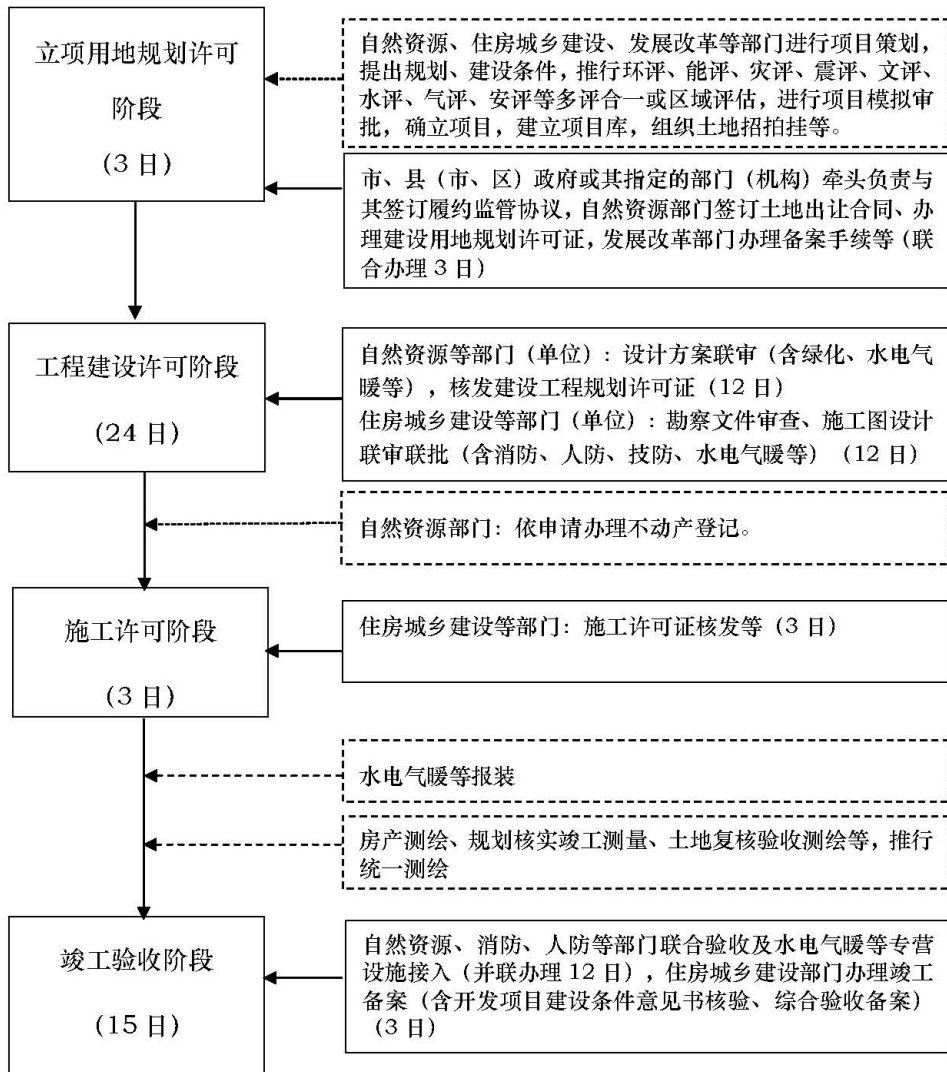 立项用地规划许可
阶段
(3 日)
自然资源、住房城乡建设、发展改革等部门进行项目策划,
提出规划、建设条件, 推行环评、能评、灾评、震评、文评、
水评、气评、安评等多评合一或区域评估, 进行项目模拟审
批, 确立项目, 建立项目库, 组织土地招拍挂等。
市、县 (市、区) 政府或其指定的部门 (机构) 牵头负责与
其签订履约监管协议, 自然资源部门签订土地出让合同、办
理建设用地规划许可证, 发展改革部门办理备案手续等 (联
合办理 3 日)
工程建设许可阶段
(24 日)
自然资源等部门 (单位) : 设计方案联审 (含绿化、水电气
暖等) , 核发建设工程规划许可证 (12 日)
住房城乡建设等部门 (单位) : 勘察文件审查、施工图设计
联审联批 (含消防、人防、技防、水电气暖等) (12 日)
自然资源部门: 依申请办理不动产登记。
施工许可阶段
(3 日)
住房城乡建设等部门: 施工许可证核发等 (3 日)
水电气暖等报装
房产测绘、规划核实竣工测量、土地复核验收测绘等, 推行
统一测绘
竣工验收阶段
(15 日)
自然资源、消防、人防等部门联合验收及水电气暖等专营
设施接入 (并联办理 12 日) , 住房城乡建设部门办理竣工
备案 (含开发项目建设条件意见书核验、综合验收备案)
(3 日)